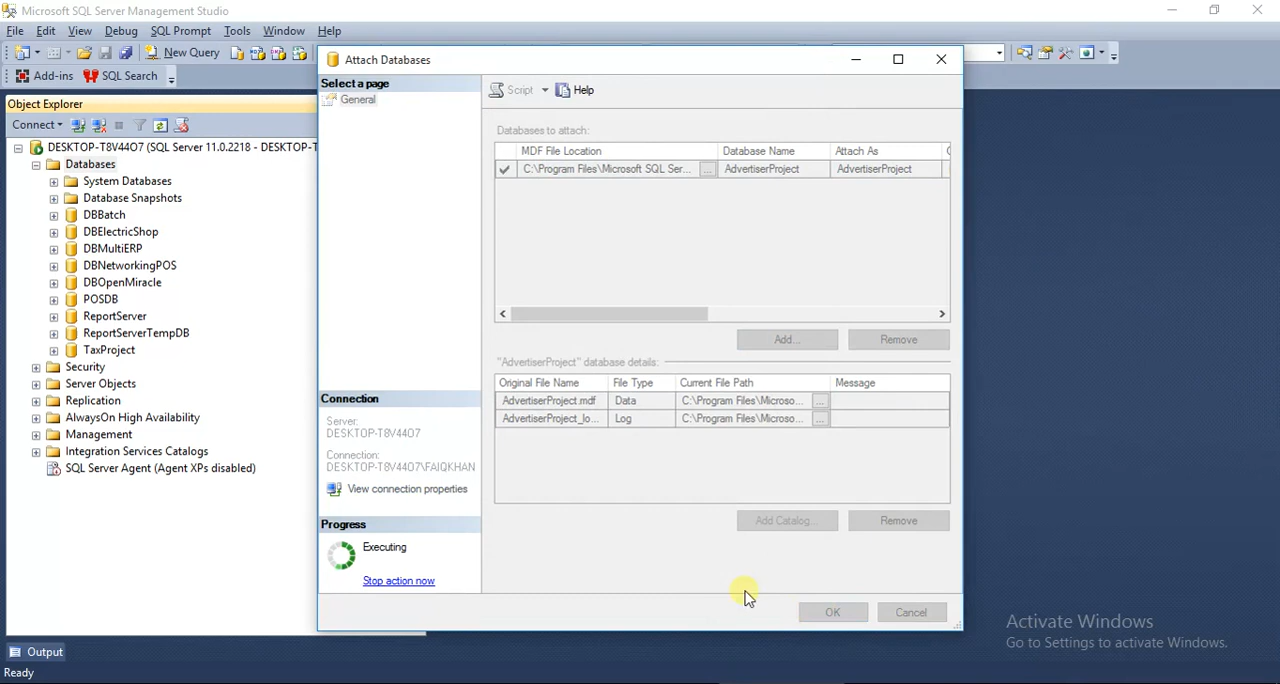 Microsoft SQL Server Management Studio
File Edit View Debug SQL Prompt Tools Window Help
New Query
Add-ins SQL Search
Object Explorer
Connect
DESKTOP-T8V44O7 (SQL Server 11.0.2218 - DESKTOP-T
Databases
System Databases
Database Snapshots
DBBatch
DBElectricShop
DBMultiERP
DBNetworkingPOS
DBOpenMiracle
POSDB
ReportServer
ReportServerTempDB
TaxProject
Security
Server Objects
Replication
AlwaysOn High Availability
Management
Integration Services Catalogs
SQL Server Agent (Agent XPs disabled)
Output
Ready
Attach Databases
Select a page
General
Script Help
Databases to attach:
MDF File Location Database Name Attach As
C:\Program Files\Microsoft SQL Ser... ... AdvertiserProject AdvertiserProject
Add... Remove
"AdvertiserProject" database details:
Original File Name File Type Current File Path Message
AdvertiserProject.mdf Data C:\Program Files\Microso... ...
AdvertiserProject_lo... Log C:\Program Files\Microso... ...
Add Catalog... Remove
Connection
Server:
DESKTOP-T8V44O7
Connection:
DESKTOP-T8V44O7\FAIQKHAN
View connection properties
Progress
Executing
Stop action now
OK Cancel
Activate Windows
Go to Settings to activate Windows.